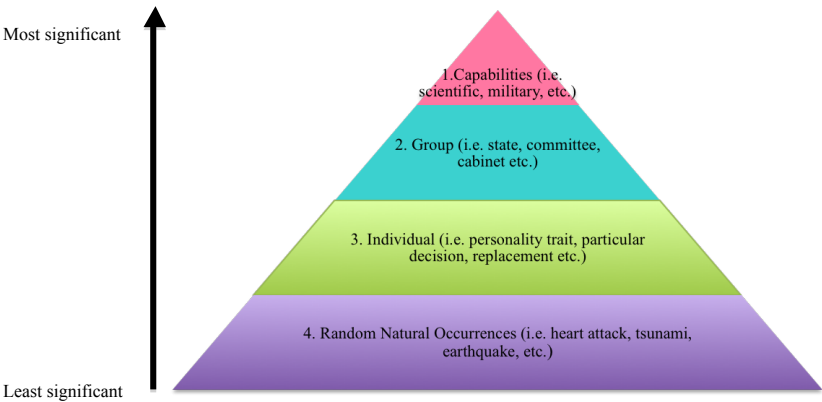 Most significant
1.Capabilities (i.e.
scientific, military, etc.)
2. Group (i.e. state, committee,
cabinet etc.)
3. Individual (i.e. personality trait, particular
decision, replacement etc.)
4. Random Natural Occurrences (i.e. heart attack, tsunami,
earthquake, etc.)
Least significant